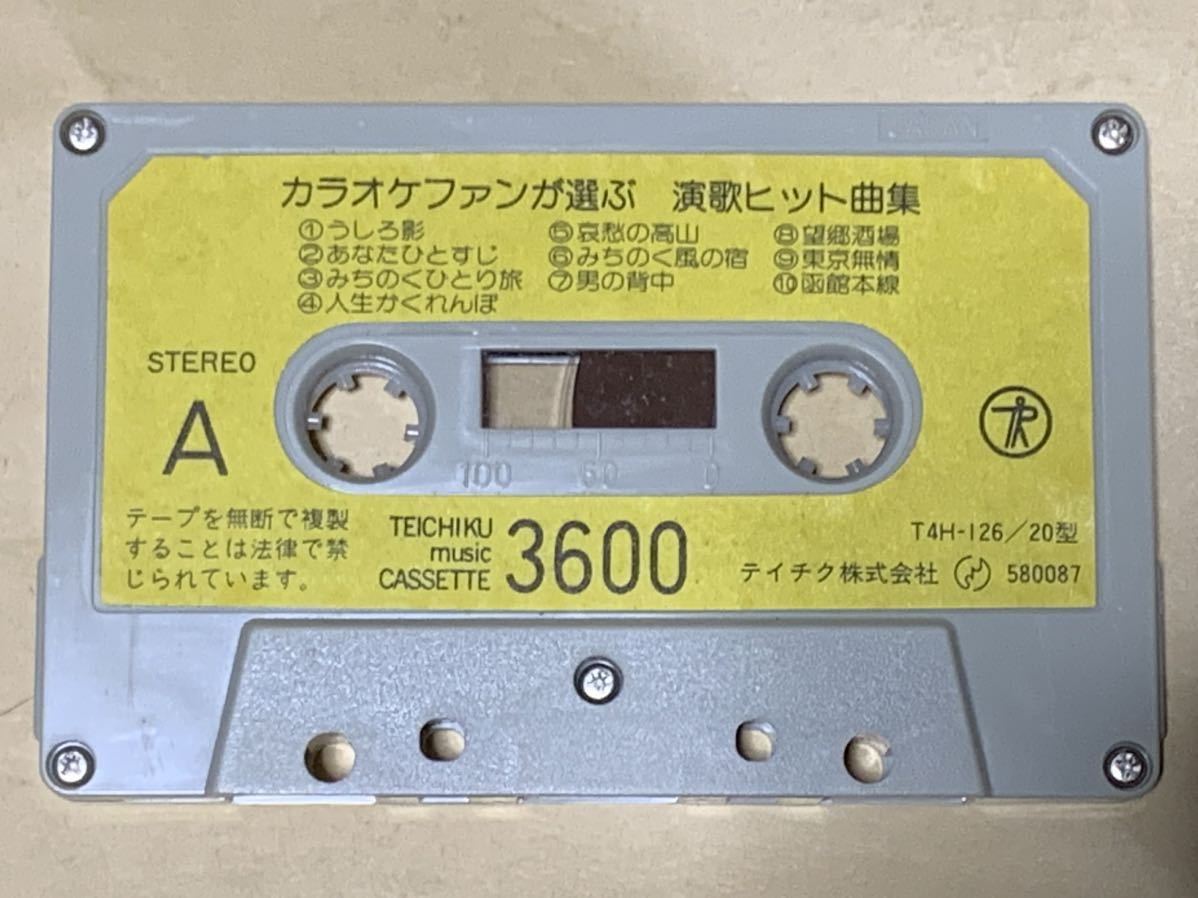 カラオケファンが選ぶ 演歌ヒット曲集
①うしろ影
②あなたひとすじ
③みちのくひとり旅
④人生かくれんぼ
⑤哀愁の高山
⑥みちのく風の宿
⑦男の背中
⑧望郷酒場
⑨東京無情
⑩函館本線
STEREO
A
100 50 0
テープを無断で複製
することは法律で禁
じられています。
TEICHIKU
music
CASSETTE
3600
T4H-126/20型
テイチク株式会社 580087